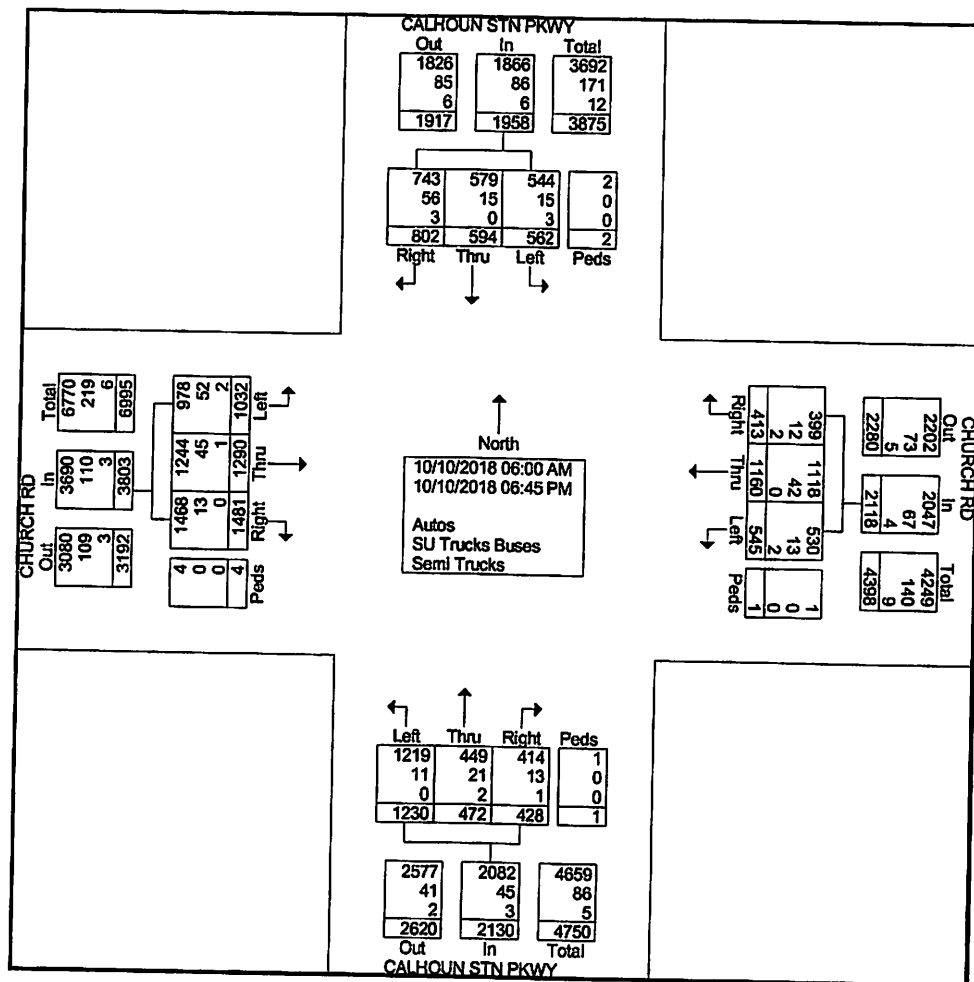 CALHOUN STN PKWY
Out In Total
1826 1866 3692
85 86 171
6 6 12
1917 1958 3875
743 579 544 2
56 15 15 0
3 0 3 0
802 594 562 2
Right Thru Left Peds
CHURCH RD
Total In Out
6770 219 6 6995
3690 110 3 3803
3080 109 3 3192
978 52 2 1032 Left
1244 45 1 1290 Thru
1468 13 0 1481 Right
4 0 0 4 Peds
North
10/10/2018 06:00 AM
10/10/2018 06:45 PM
Autos
SU Trucks Buses
Semi Trucks
Right 413 2 12 399
Thru 1160 0 42 1118
Left 545 2 13 530
Peds 1 0 0 1
CHURCH RD
Out In Total
2280 5 73 2202
2118 4 67 2047
4398 9 140 4249
Left Thru Right Peds
1219 449 414 1
11 21 13 0
0 2 1 0
1230 472 428 1
2577 2082 4659
41 45 86
2 3 5
2620 2130 4750
Out In Total
CALHOUN STN PKWY